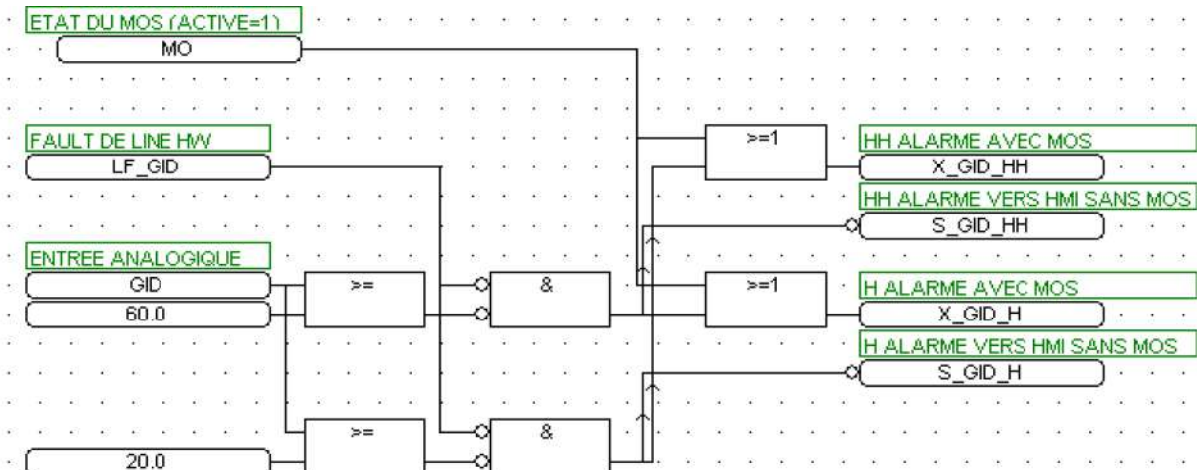 ETAT DU MOS (ACTIVE=1)
MO
FAULT DE LINE HW
LF_GID
>=1
HH ALARME AVEC MOS
X_GID_HH
HH ALARME VERS HMI SANS MOS
S_GID_HH
ENTREE ANALOGIQUE
GID
60.0
>=
&
>=1
H ALARME AVEC MOS
X_GID_H
H ALARME VERS HMI SANS MOS
S_GID_H
>=
&
20.0